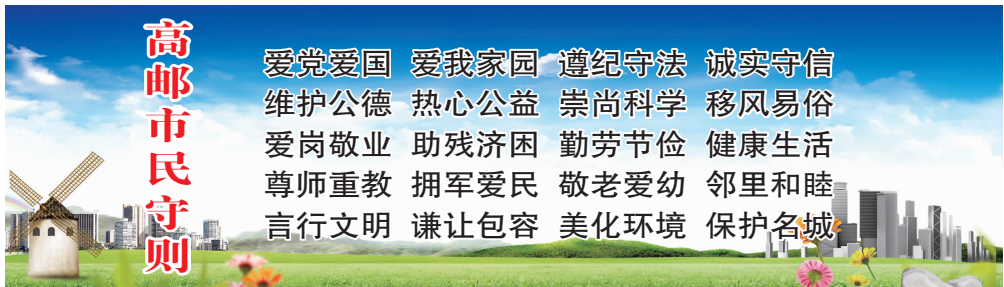 高邮市民守则
爱党爱国 爱我家园 遵纪守法 诚实守信
维护公德 热心公益 崇尚科学 移风易俗
爱岗敬业 助残济困 勤劳节俭 健康生活
尊师重教 拥军爱民 敬老爱幼 邻里和睦
言行文明 谦让包容 美化环境 保护名城